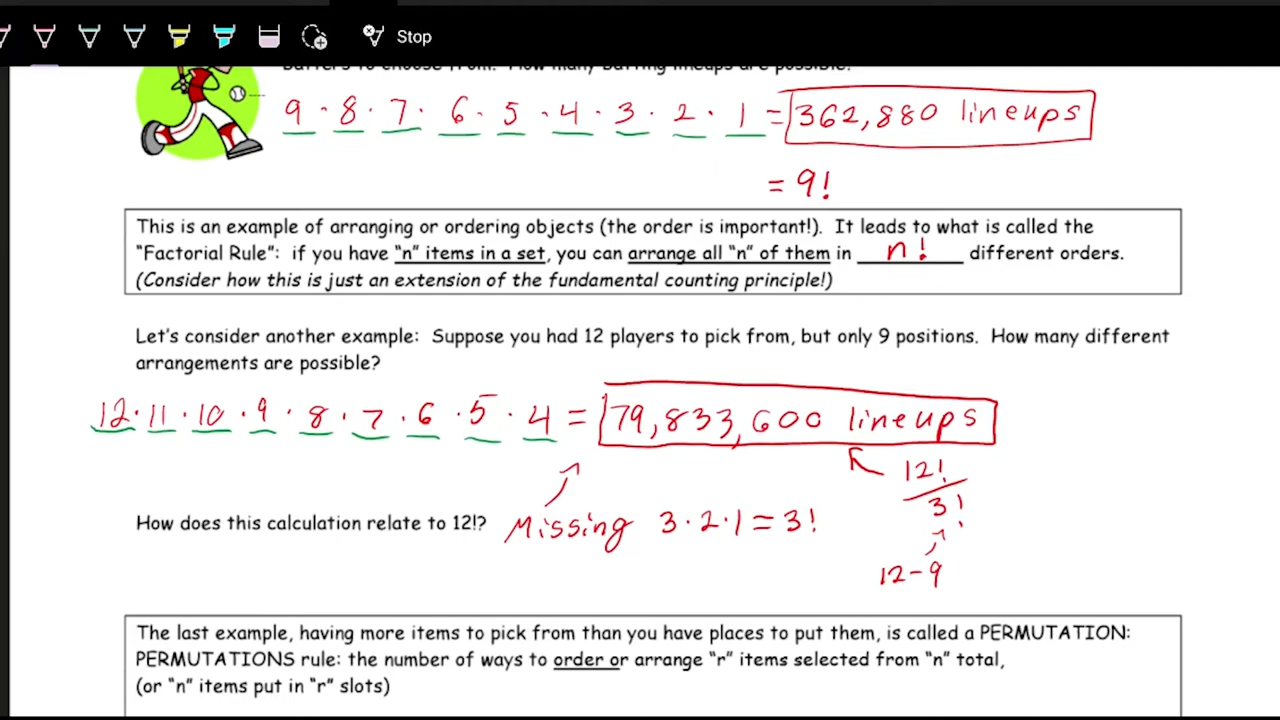 Stop
Batters to choose from. How many batting lineups are possible?
9 · 8 · 7 · 6 · 5 · 4 · 3 · 2 · 1 = 362,880 lineups
= 9!
This is an example of arranging or ordering objects (the order is important!). It leads to what is called the
"Factorial Rule": if you have "n" items in a set, you can arrange all "n" of them in n! different orders.
(Consider how this is just an extension of the fundamental counting principle!)
Let's consider another example: Suppose you had 12 players to pick from, but only 9 positions. How many different
arrangements are possible?
12 · 11 · 10 · 9 · 8 · 7 · 6 · 5 · 4 = 79,833,600 lineups
12!
3!
How does this calculation relate to 12!? Missing 3 · 2 · 1 = 3!
12 - 9
The last example, having more items to pick from than you have places to put them, is called a PERMUTATION:
PERMUTATIONS rule: the number of ways to order or arrange "r" items selected from "n" total,
(or "n" items put in "r" slots)